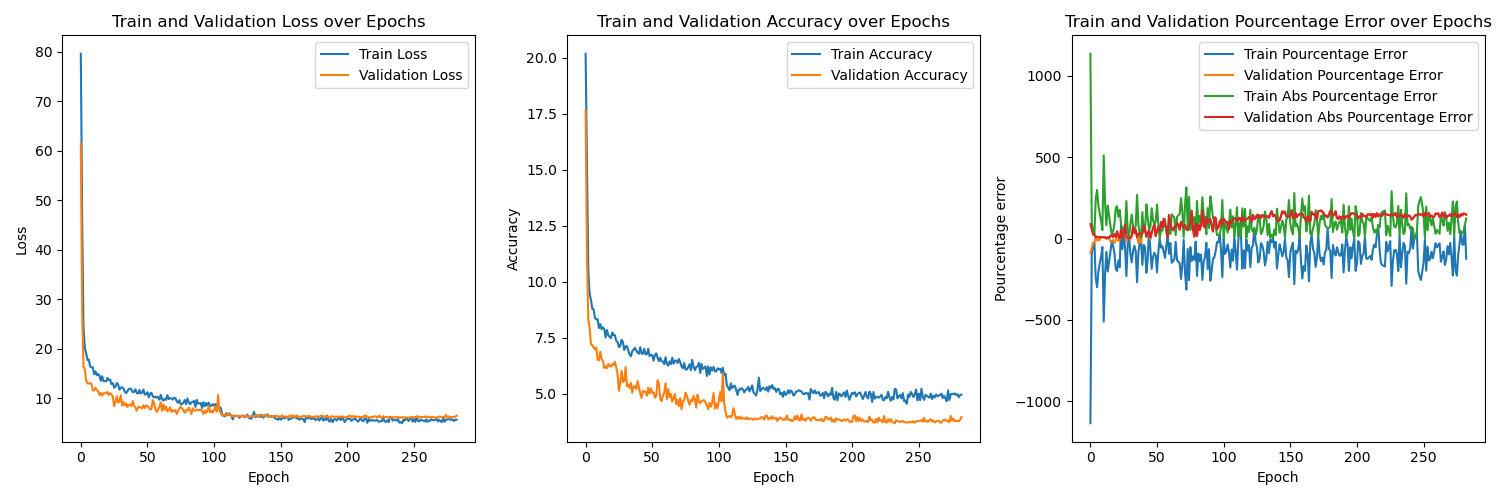 Train and Validation Loss over Epochs
Train Loss
Validation Loss
Loss
80
70
60
50
40
30
20
10
0
50
100
150
200
250
Epoch
Train and Validation Accuracy over Epochs
Train Accuracy
Validation Accuracy
Accuracy
20.0
17.5
15.0
12.5
10.0
7.5
5.0
0
50
100
150
200
250
Epoch
Train and Validation Pourcentage Error over Epochs
Train Pourcentage Error
Validation Pourcentage Error
Train Abs Pourcentage Error
Validation Abs Pourcentage Error
Pourcentage error
1000
500
0
−500
−1000
0
50
100
150
200
250
Epoch